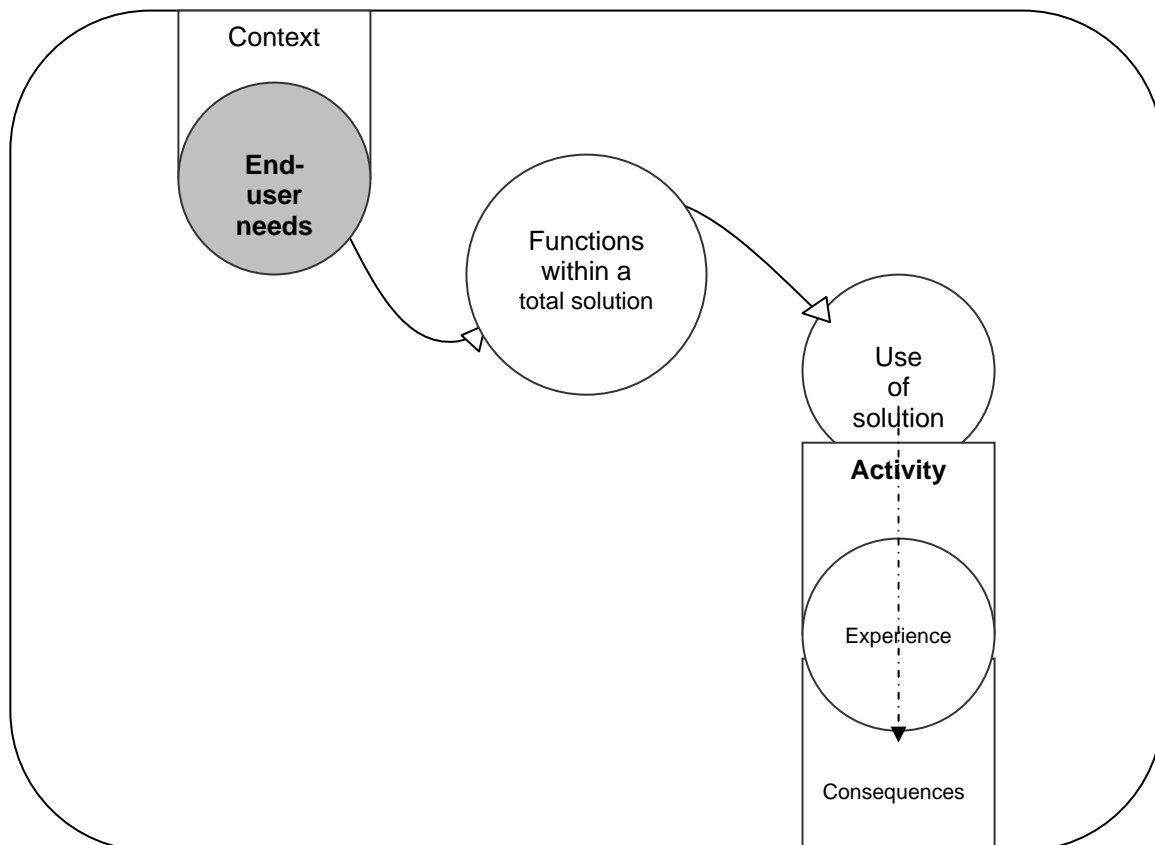 Context
End-
user
needs
Functions
within a
total solution
Use
of
solution
Activity
Experience
Consequences